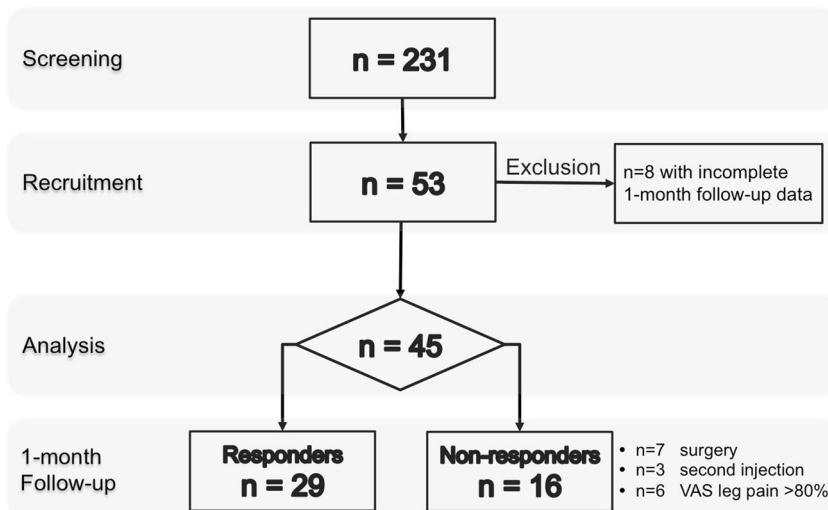 Screening
n = 231
Recruitment
n = 53
Exclusion
n=8 with incomplete
1-month follow-up data
Analysis
n = 45
1-month
Follow-up
Responders
n = 29
Non-responders
n = 16
• n=7 surgery
• n=3 second injection
• n=6 VAS leg pain >80%